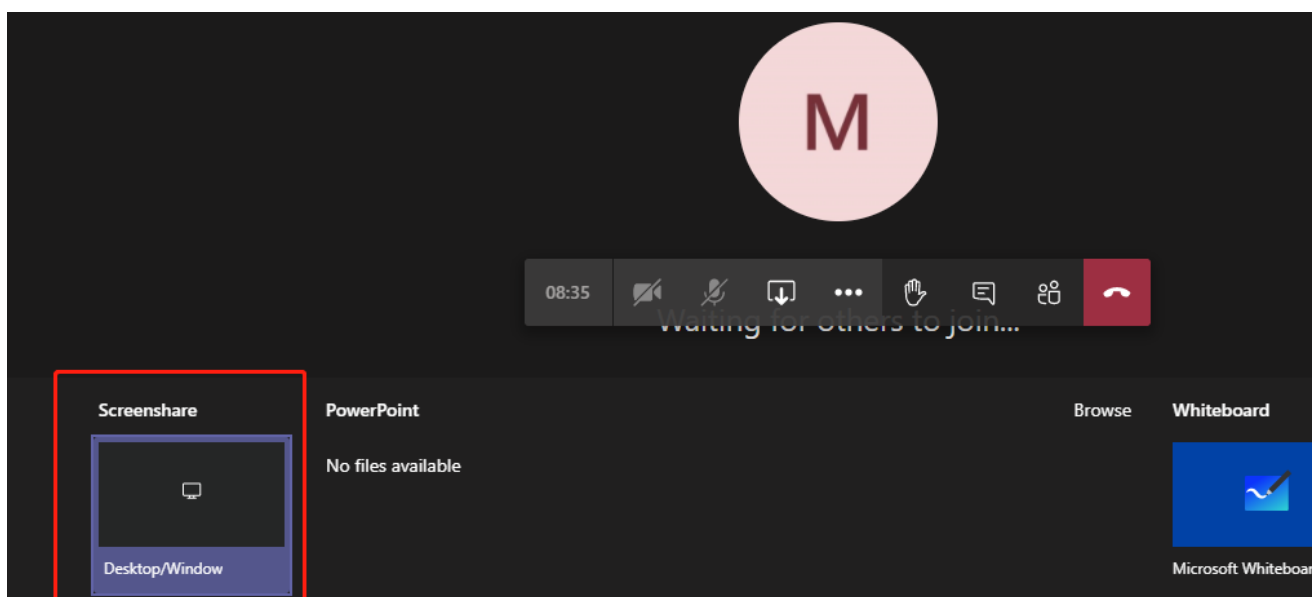 M
08:35
Waiting for others to join...
Screenshare
PowerPoint
Browse
Whiteboard
No files available
Desktop/Window
Microsoft Whiteboar